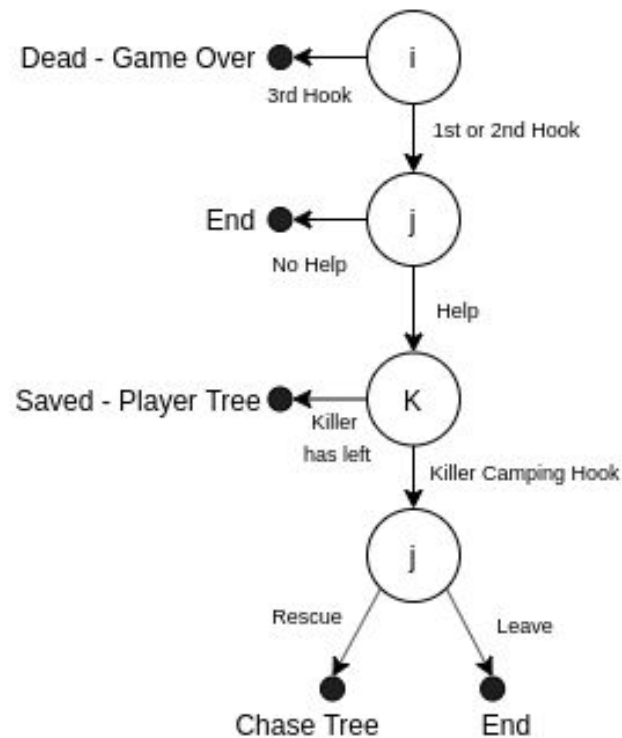 i
Dead - Game Over
3rd Hook
1st or 2nd Hook
j
End
No Help
Help
K
Saved - Player Tree
Killer
has left
Killer Camping Hook
j
Rescue
Leave
Chase Tree
End